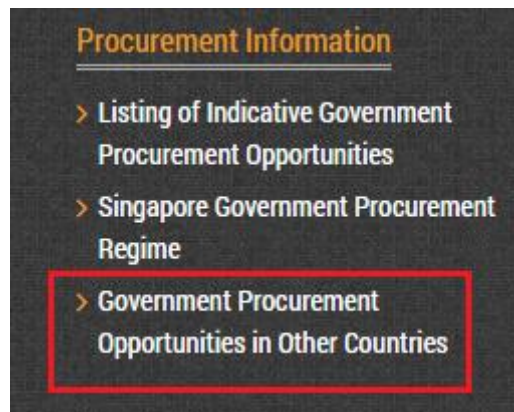 Procurement Information
> Listing of Indicative Government
Procurement Opportunities
> Singapore Government Procurement
Regime
> Government Procurement
Opportunities in Other Countries